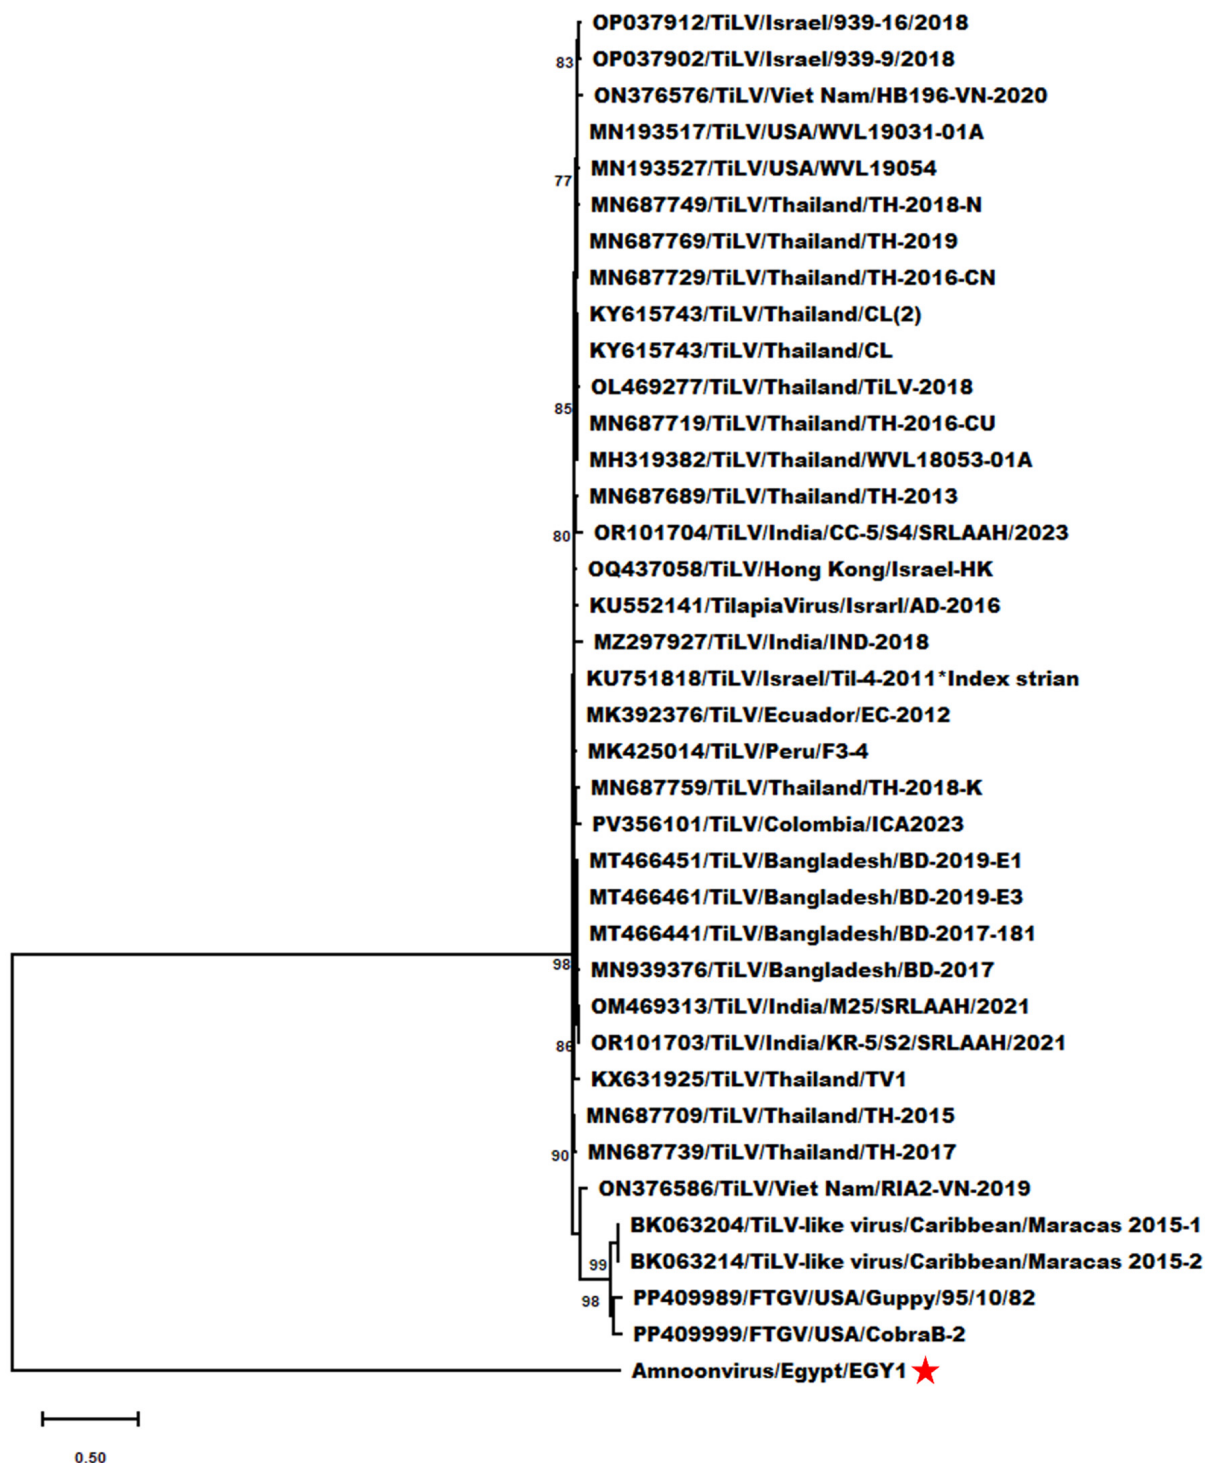 OP037912/TiLV/Israel/939-16/2018
83
OP037902/TiLV/Israel/939-9/2018
ON376576/TiLV/Viet Nam/HB196-VN-2020
MN193517/TiLV/USA/WVL19031-01A
MN193527/TiLV/USA/WVL19054
77
MN687749/TiLV/Thailand/TH-2018-N
MN687769/TiLV/Thailand/TH-2019
MN687729/TiLV/Thailand/TH-2016-CN
KY615743/TiLV/Thailand/CL(2)
KY615743/TiLV/Thailand/CL
OL469277/TiLV/Thailand/TiLV-2018
85
MN687719/TiLV/Thailand/TH-2016-CU
MH319382/TiLV/Thailand/WVL18053-01A
MN687689/TiLV/Thailand/TH-2013
80
OR101704/TiLV/India/CC-5/S4/SRLAAH/2023
OQ437058/TiLV/Hong Kong/Israel-HK
KU552141/TilapiaVirus/Israrl/AD-2016
MZ297927/TiLV/India/IND-2018
KU751818/TiLV/Israel/Til-4-2011*Index strian
MK392376/TiLV/Ecuador/EC-2012
MK425014/TiLV/Peru/F3-4
MN687759/TiLV/Thailand/TH-2018-K
PV356101/TiLV/Colombia/ICA2023
MT466451/TiLV/Bangladesh/BD-2019-E1
MT466461/TiLV/Bangladesh/BD-2019-E3
MT466441/TiLV/Bangladesh/BD-2017-181
98
MN939376/TiLV/Bangladesh/BD-2017
OM469313/TiLV/India/M25/SRLAAH/2021
86
OR101703/TiLV/India/KR-5/S2/SRLAAH/2021
KX631925/TiLV/Thailand/TV1
MN687709/TiLV/Thailand/TH-2015
90
MN687739/TiLV/Thailand/TH-2017
ON376586/TiLV/Viet Nam/RIA2-VN-2019
BK063204/TiLV-like virus/Caribbean/Maracas 2015-1
99
BK063214/TiLV-like virus/Caribbean/Maracas 2015-2
98
PP409989/FTGV/USA/Guppy/95/10/82
PP409999/FTGV/USA/CobraB-2
Amnoonvirus/Egypt/EGY1
0.50